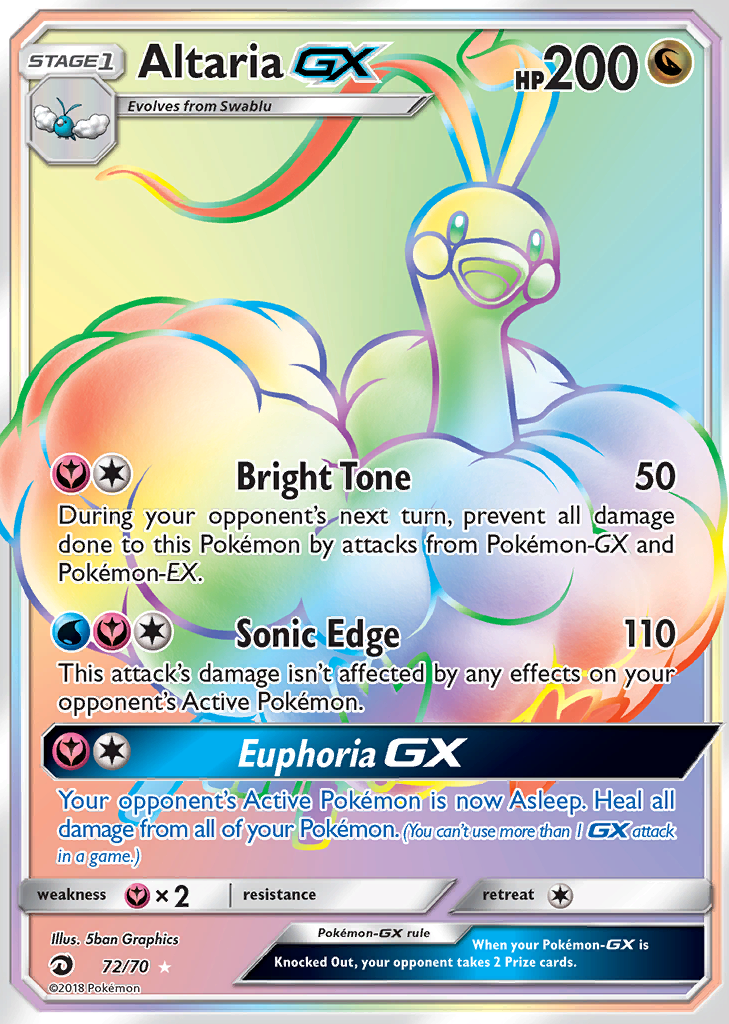 STAGE1
Altaria GX
HP200
Evolves from Swablu
Bright Tone 50
During your opponent's next turn, prevent all damage
done to this Pokémon by attacks from Pokémon-GX and
Pokémon-EX.
Sonic Edge 110
This attack's damage isn't affected by any effects on your
opponent's Active Pokémon.
Euphoria GX
Your opponent's Active Pokémon is now Asleep. Heal all
damage from all of your Pokémon. (You can't use more than 1 GX attack
in a game.)
weakness ×2 resistance retreat
Illus. 5ban Graphics
72/70
©2018 Pokémon
Pokémon-GX rule
When your Pokémon-GX is
Knocked Out, your opponent takes 2 Prize cards.